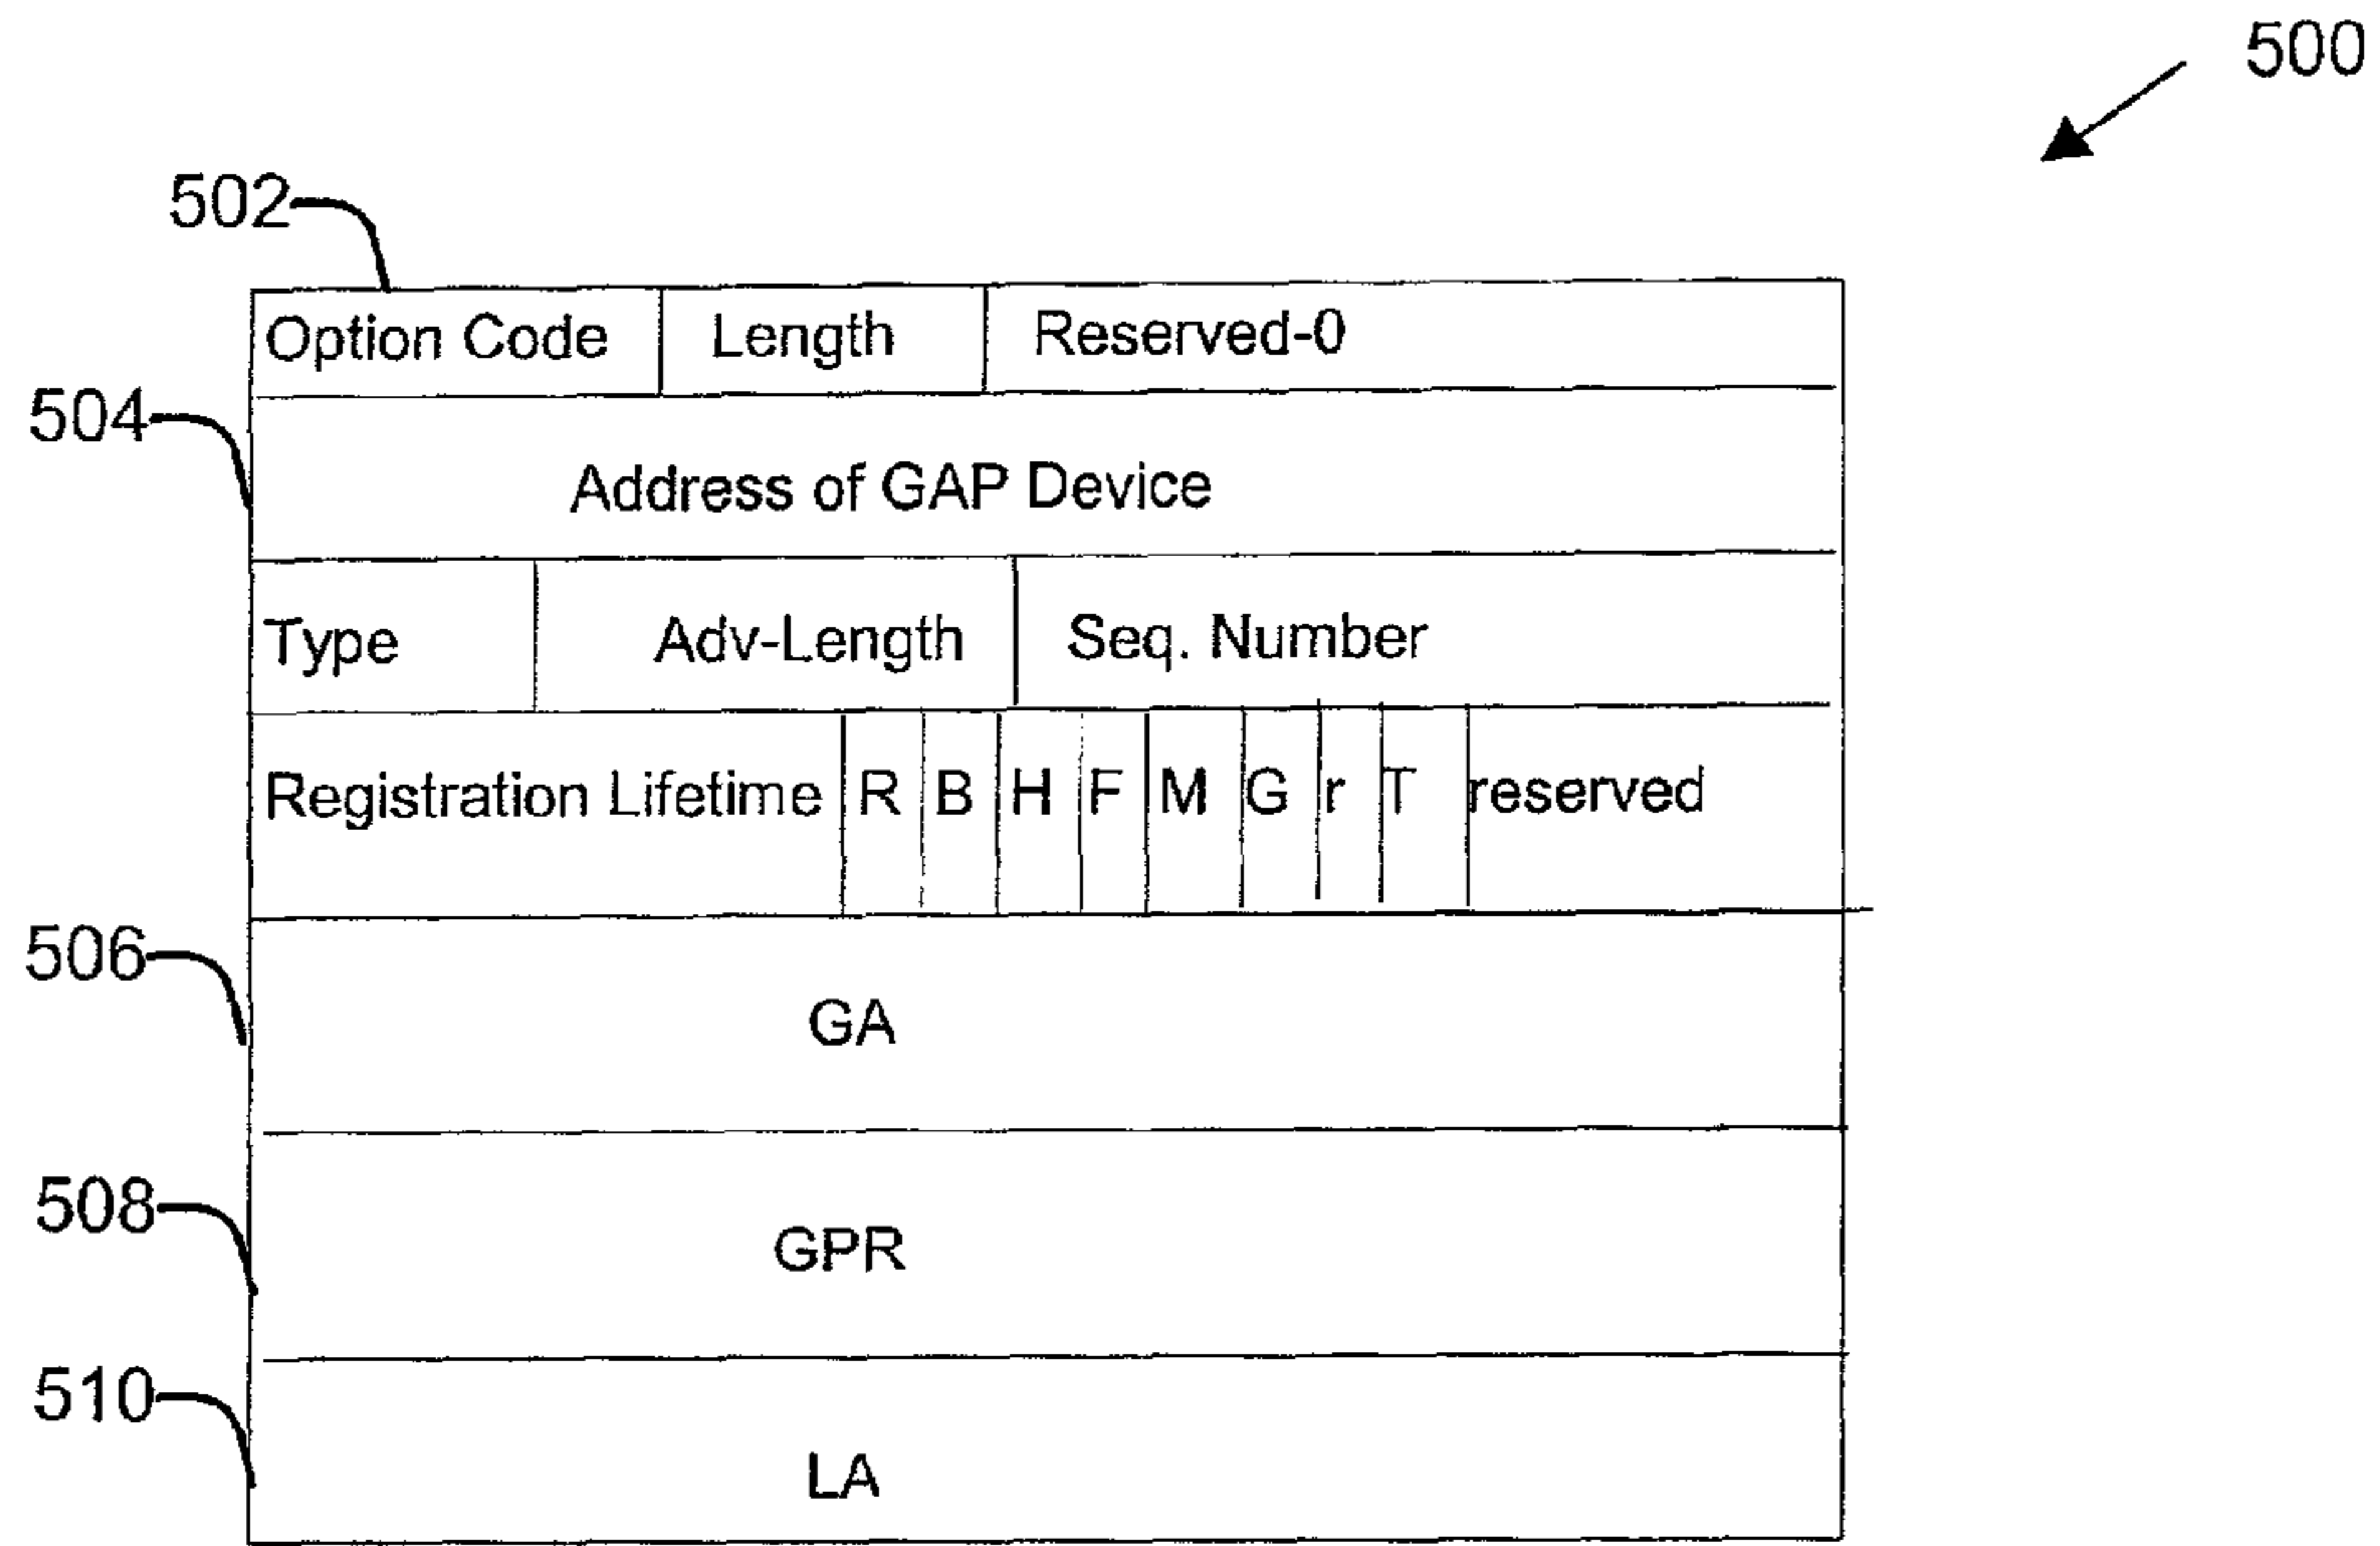 500
502
Option Code Length Reserved-0
504
Address of GAP Device
Type Adv-Length Seq. Number
Registration Lifetime R B H F M G r T reserved
506
GA
508
GPR
510
LA